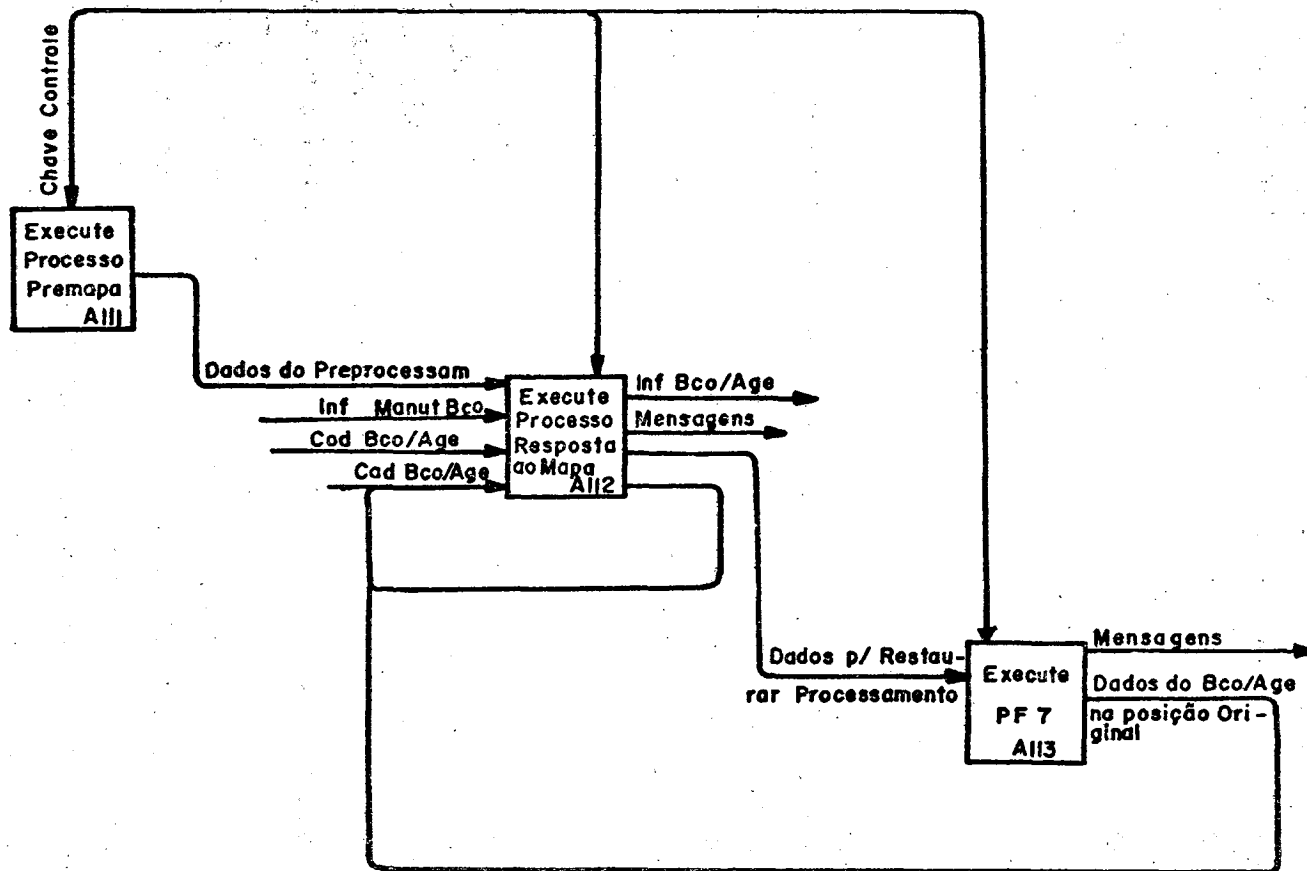 Chave Controle
Execute
Processo
Premapa
A111
Dados do Preprocessam
Inf Manut Bco
Cod Bco/Age
Cad Bco/Age
Execute
Processo
Resposta
ao Mapa
A112
Inf Bco/Age
Mensagens
Dados p/ Restau-
rar Processamento
Execute
PF 7
A113
Mensagens
Dados do Bco/Age
na posição Ori-
ginal